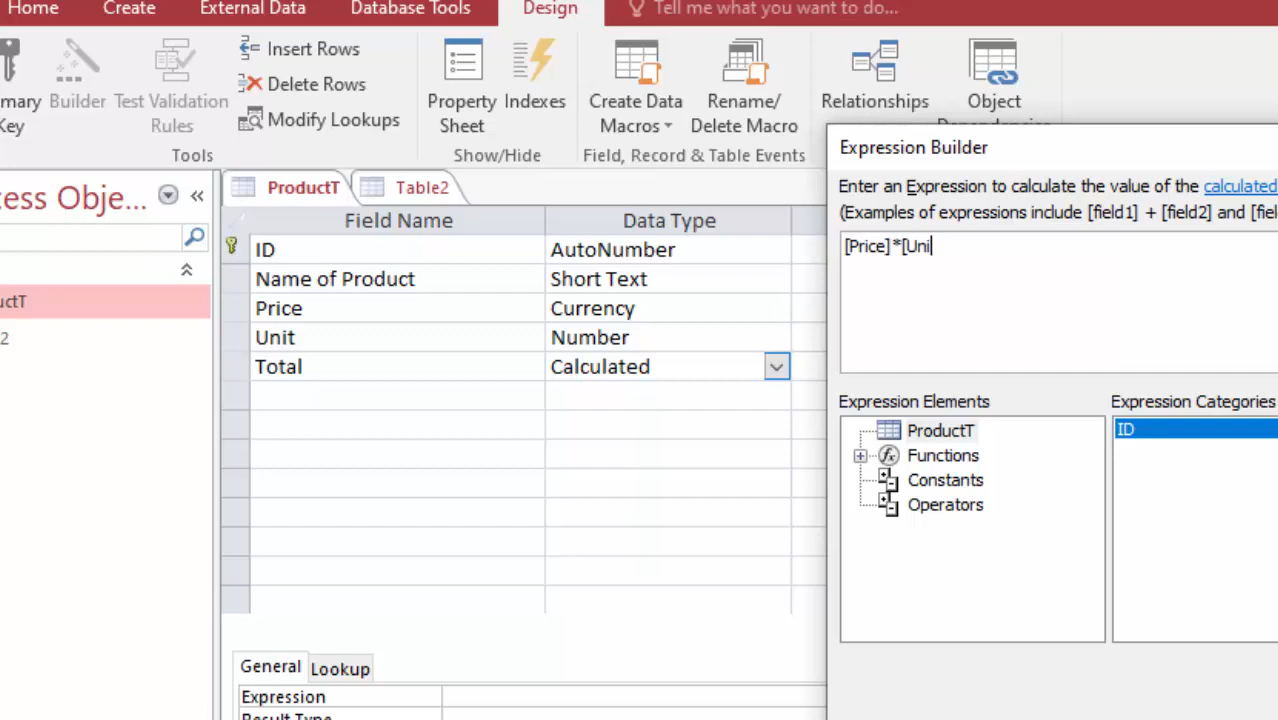 Home Create External Data Database Tools Design Tell me what you want to do...
Insert Rows
Delete Rows
Modify Lookups
mary Key
Builder
Test Validation Rules
Tools
Property Sheet
Indexes
Show/Hide
Create Data Macros
Rename/ Delete Macro
Field, Record & Table Events
Relationships
Object
cess Obje...
«
uctT
2
ProductT Table2
Field Name Data Type
ID AutoNumber
Name of Product Short Text
Price Currency
Unit Number
Total Calculated
General Lookup
Expression
Result Type
Expression Builder
Enter an Expression to calculate the value of the calculated
(Examples of expressions include [field1] + [field2] and [fiel
[Price]*[Uni
Expression Elements
ProductT
Functions
Constants
Operators
Expression Categories
ID